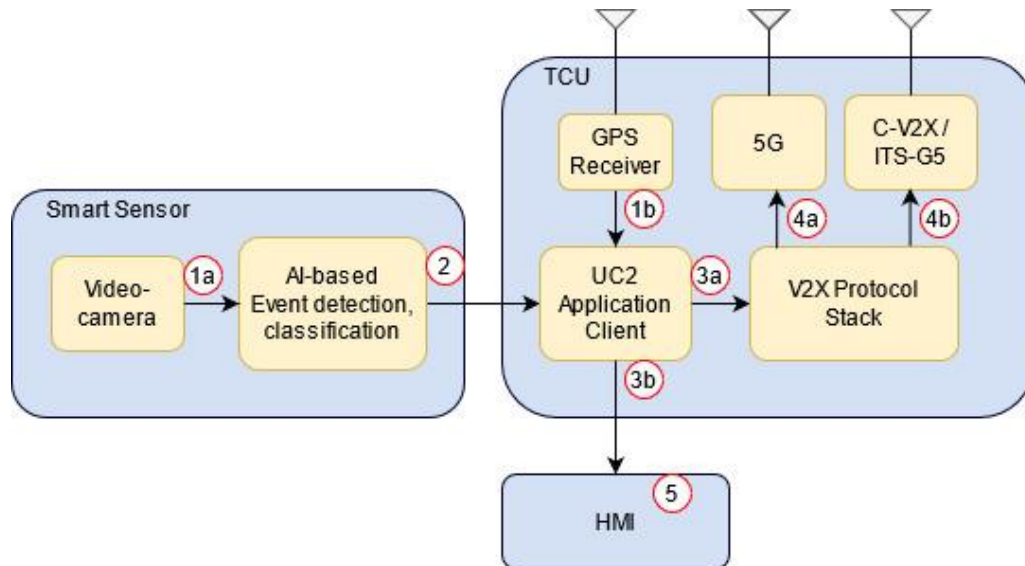 TCU
GPS
Receiver
5G
C-V2X /
ITS-G5
1b
4a
4b
Smart Sensor
Video-
camera
1a
AI-based
Event detection,
classification
2
UC2
Application
Client
3a
V2X Protocol
Stack
3b
5
HMI